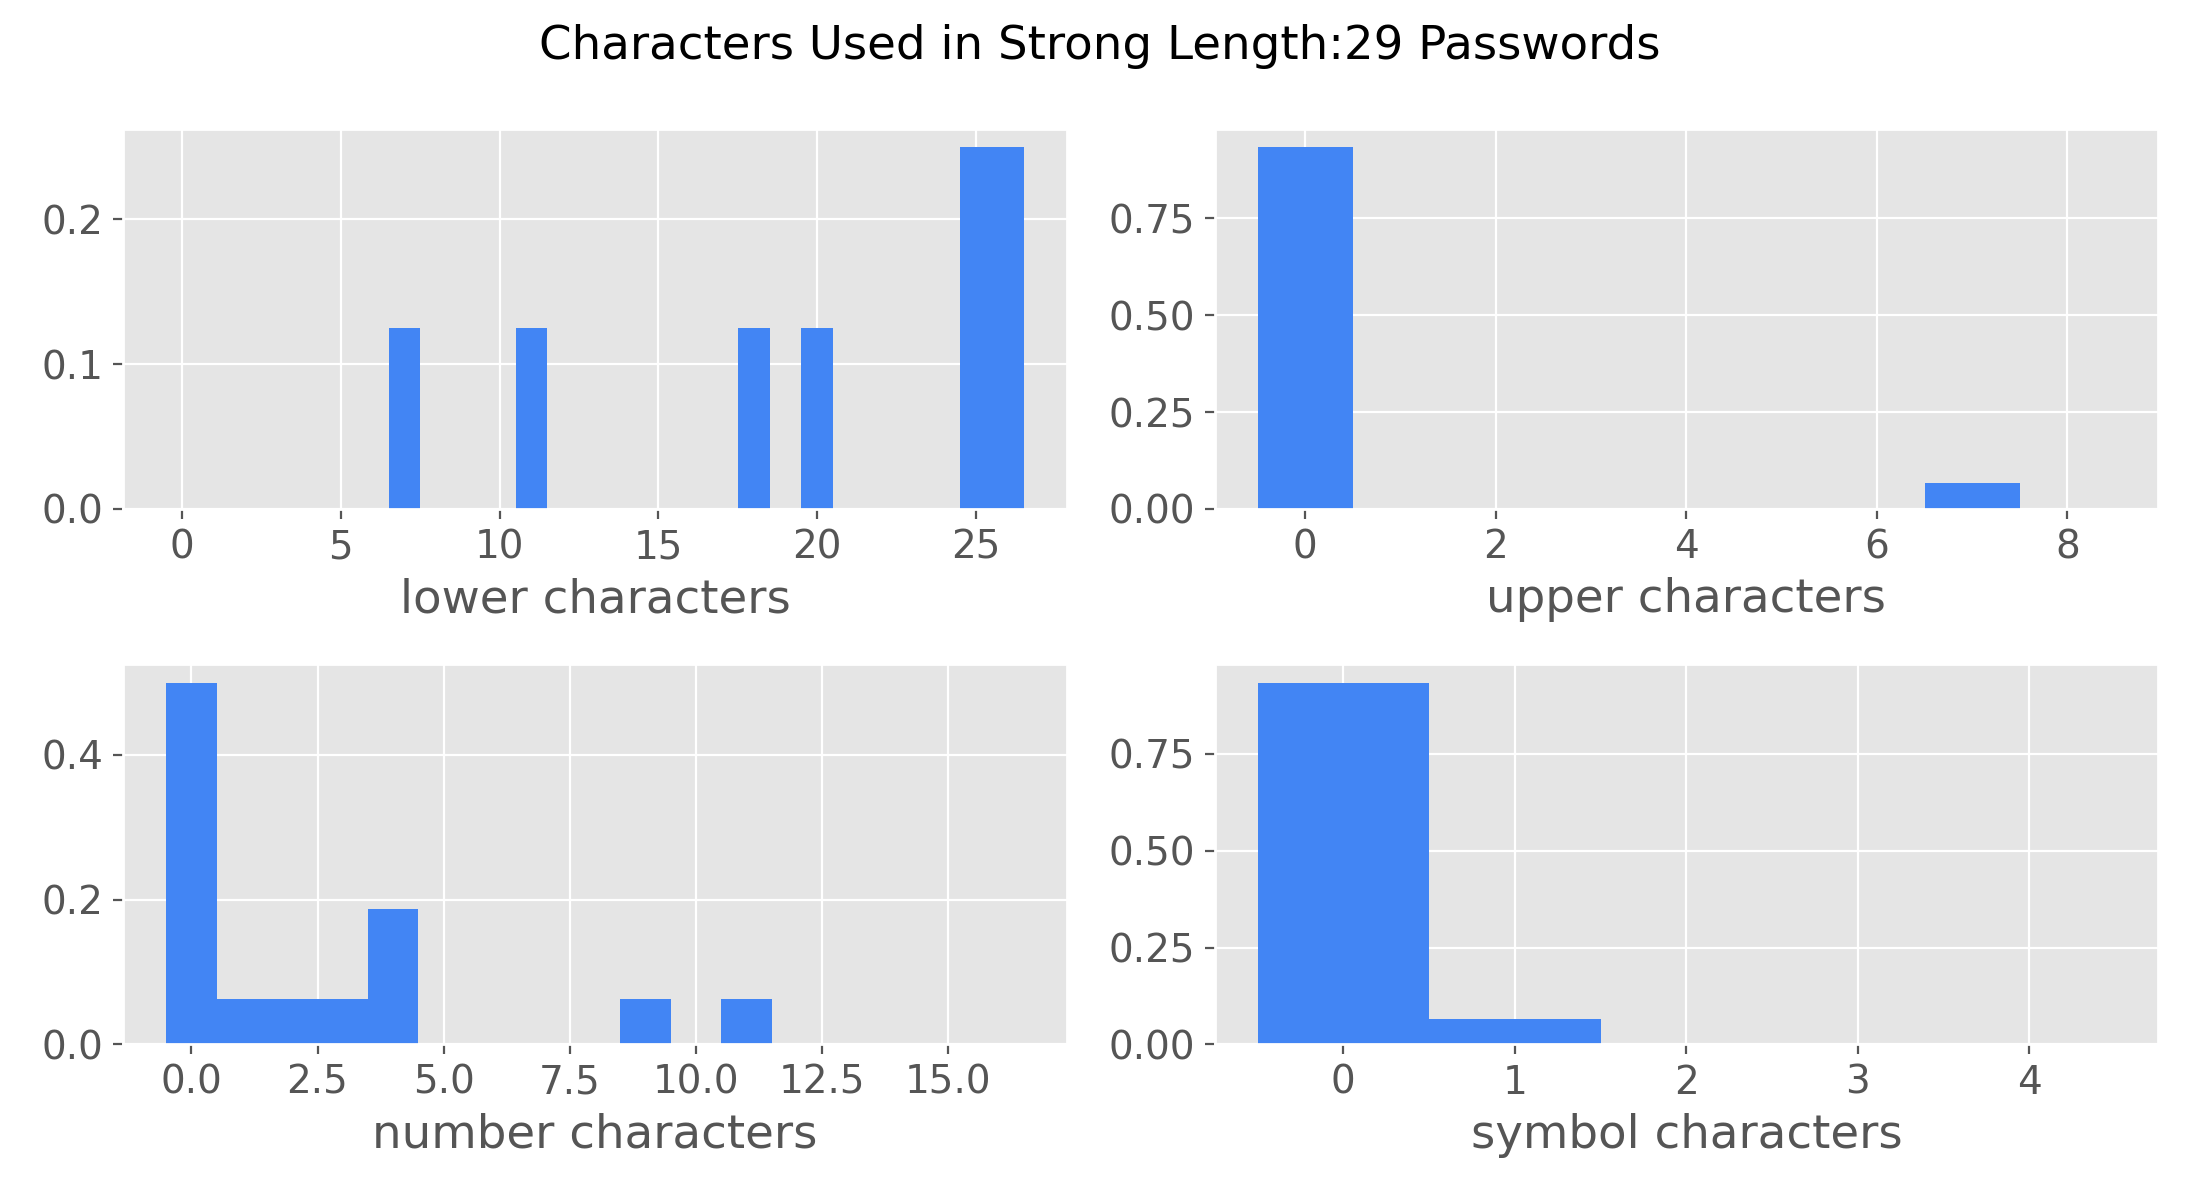 Characters Used in Strong Length:29 Passwords
0.2
0.1
0.0
0 5 10 15 20 25
lower characters
0.75
0.50
0.25
0.00
0 2 4 6 8
upper characters
0.4
0.2
0.0
0.0 2.5 5.0 7.5 10.0 12.5 15.0
number characters
0.75
0.50
0.25
0.00
0 1 2 3 4
symbol characters